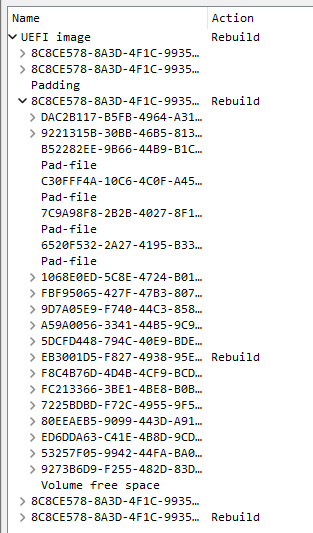 Name Action
UEFI image Rebuild
8C8CE578-8A3D-4F1C-9935...
8C8CE578-8A3D-4F1C-9935...
Padding
8C8CE578-8A3D-4F1C-9935... Rebuild
DAC2B117-B5FB-4964-A31...
9221315B-30BB-46B5-813...
B52282EE-9B66-44B9-B1C...
Pad-file
C30FFF4A-10C6-4C0F-A45...
Pad-file
7C9A98F8-2B2B-4027-8F1...
Pad-file
6520F532-2A27-4195-B33...
Pad-file
1068E0ED-5C8E-4724-B01...
FBF95065-427F-47B3-807...
9D7A05E9-F740-44C3-858...
A59A0056-3341-44B5-9C9...
5DCFD448-794C-40E9-BDE...
EB3001D5-F827-4938-95E... Rebuild
F8C4B76D-4D4B-4CF9-BCD...
FC213366-3BE1-4BE8-B0B...
7225BDBD-F72C-4955-9F5...
80EEAEB5-9099-443D-A91...
ED6DDA63-C41E-4B8D-9CD...
53257F05-9942-44FA-BA0...
9273B6D9-F255-482D-83D...
Volume free space
8C8CE578-8A3D-4F1C-9935...
8C8CE578-8A3D-4F1C-9935... Rebuild